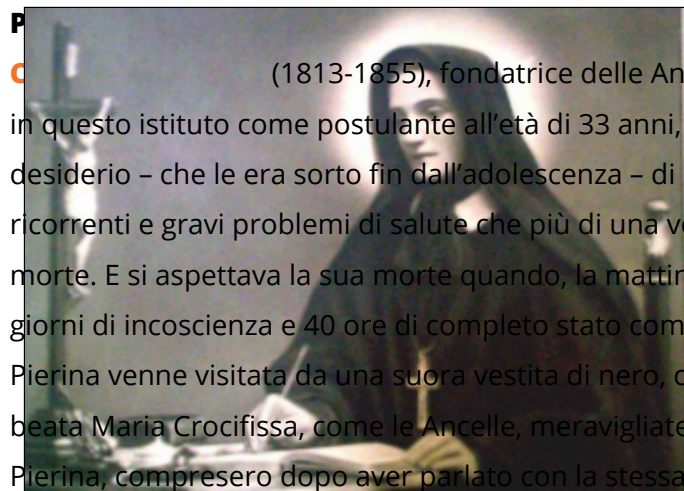 P
C (1813-1855), fondatrice delle An
in questo istituto come postulante all'età di 33 anni,
desiderio – che le era sorto fin dall'adolescenza – di
ricorrenti e gravi problemi di salute che più di una v
morte. E si aspettava la sua morte quando, la mattin
giorni di incoscienza e 40 ore di completo stato com
Pierina venne visitata da una suora vestita di nero, c
beata Maria Crocifissa, come le Ancelle, meravigliate
Pierina, compresero dopo aver parlato con la stessa